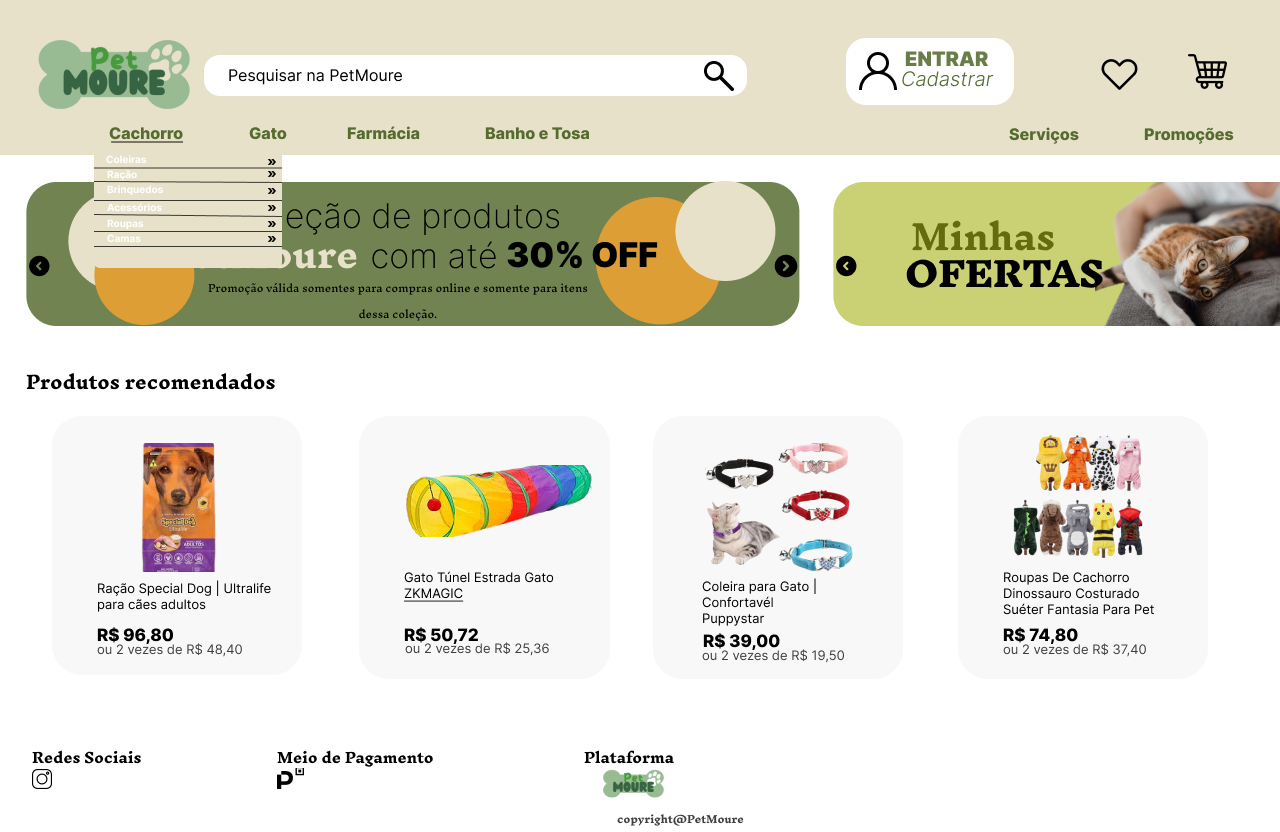 Pet
MOURE
Pesquisar na PetMoure
ENTRAR
Cadastrar
Cachorro
Gato
Farmácia
Banho e Tosa
Serviços
Promoções
Coleiras »
Ração »
Brinquedos »
Acessórios »
Roupas »
Camas »
eção de produtos
oure com até 30% OFF
Promoção válida somentes para compras online e somente para itens
dessa coleção.
Minhas
OFERTAS
Produtos recomendados
Special Dog
Ultralife
ADULTOS
Ração Special Dog | Ultralife
para cães adultos
R$ 96,80
ou 2 vezes de R$ 48,40
Gato Túnel Estrada Gato
ZKMAGIC
R$ 50,72
ou 2 vezes de R$ 25,36
Coleira para Gato |
Confortavél
Puppystar
R$ 39,00
ou 2 vezes de R$ 19,50
Roupas De Cachorro
Dinossauro Costurado
Suéter Fantasia Para Pet
R$ 74,80
ou 2 vezes de R$ 37,40
Redes Sociais
Meio de Pagamento
Plataforma
Pet
MOURE
copyright@PetMoure